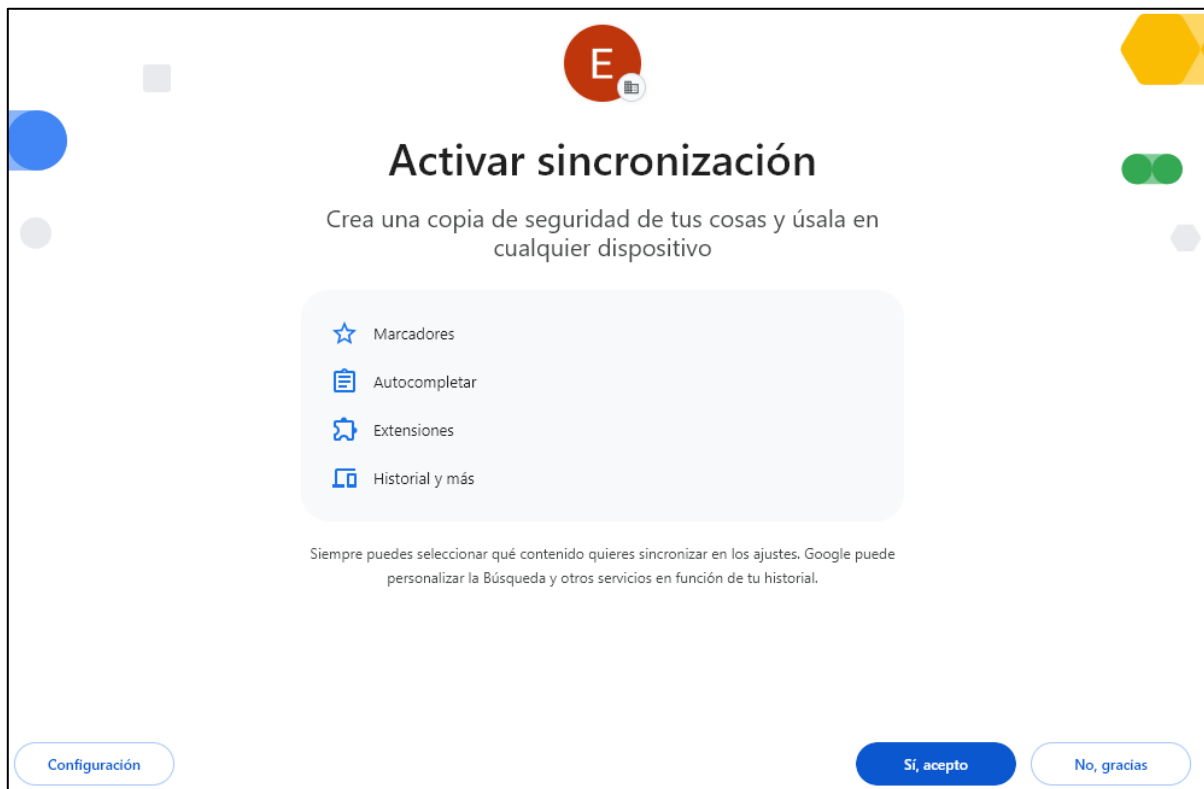 E
Activar sincronización
Crea una copia de seguridad de tus cosas y úsala en
cualquier dispositivo
Marcadores
Autocompletar
Extensiones
Historial y más
Siempre puedes seleccionar qué contenido quieres sincronizar en los ajustes. Google puede
personalizar la Búsqueda y otros servicios en función de tu historial.
Configuración
Sí, acepto
No, gracias